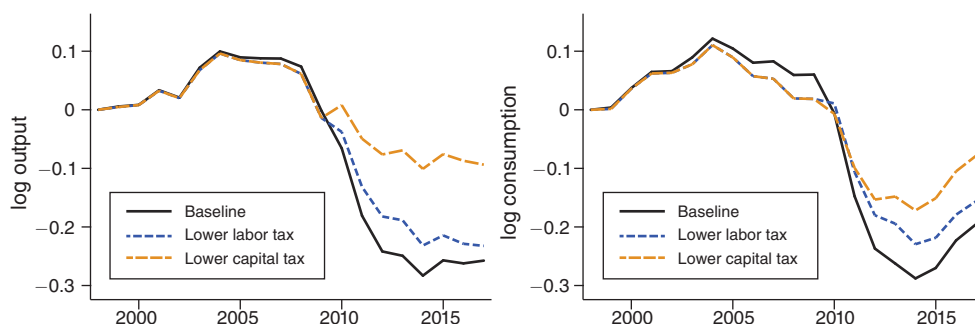 log output
0.1
0
−0.1
−0.2
−0.3
Baseline
Lower labor tax
Lower capital tax
2000 2005 2010 2015
log consumption
0.1
0
−0.1
−0.2
−0.3
Baseline
Lower labor tax
Lower capital tax
2000 2005 2010 2015